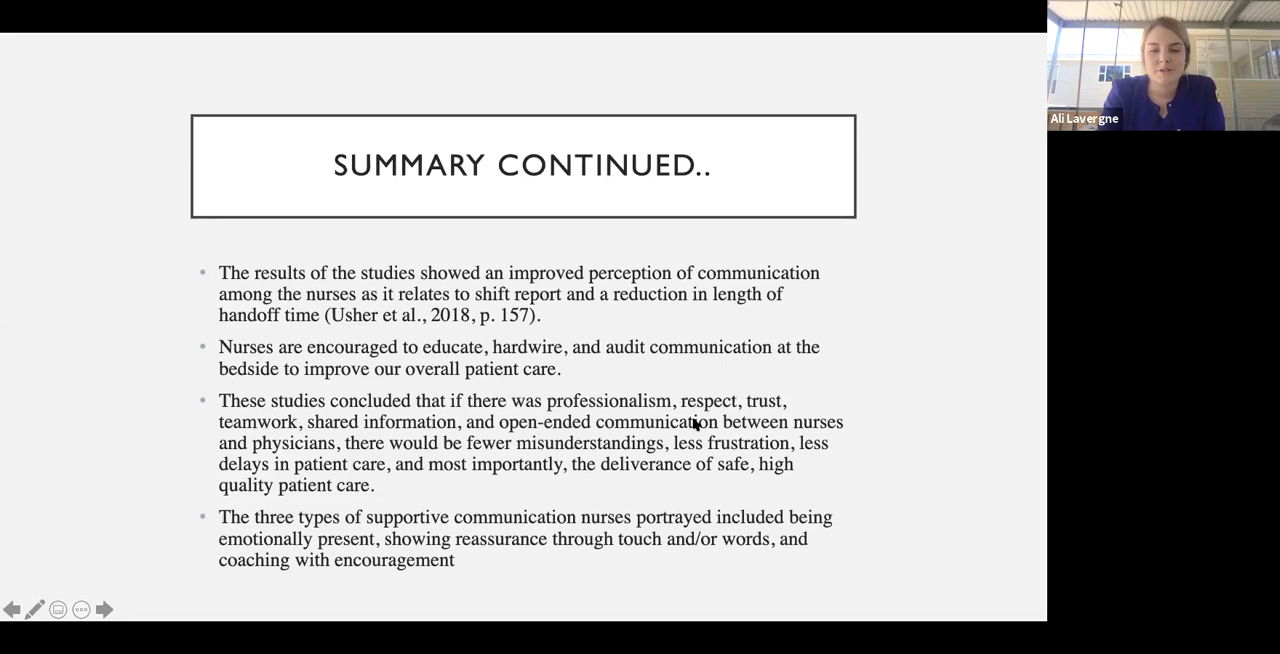 SUMMARY CONTINUED..
Ali Lavergne
The results of the studies showed an improved perception of communication
among the nurses as it relates to shift report and a reduction in length of
handoff time (Usher et al., 2018, p. 157).
Nurses are encouraged to educate, hardwire, and audit communication at the
bedside to improve our overall patient care.
These studies concluded that if there was professionalism, respect, trust,
teamwork, shared information, and open-ended communication between nurses
and physicians, there would be fewer misunderstandings, less frustration, less
delays in patient care, and most importantly, the deliverance of safe, high
quality patient care.
The three types of supportive communication nurses portrayed included being
emotionally present, showing reassurance through touch and/or words, and
coaching with encouragement